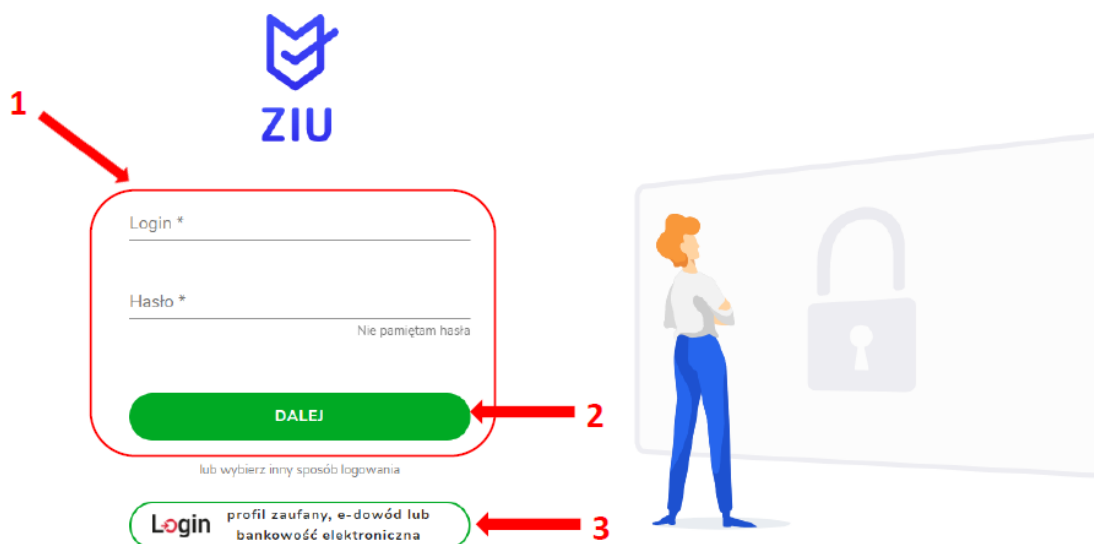 1
ZIU
Login *
Hasło *
Nie pamiętam hasła
DALEJ
2
lub wybierz inny sposób logowania
Login profil zaufany, e-dowód lub
bankowość elektroniczna
3